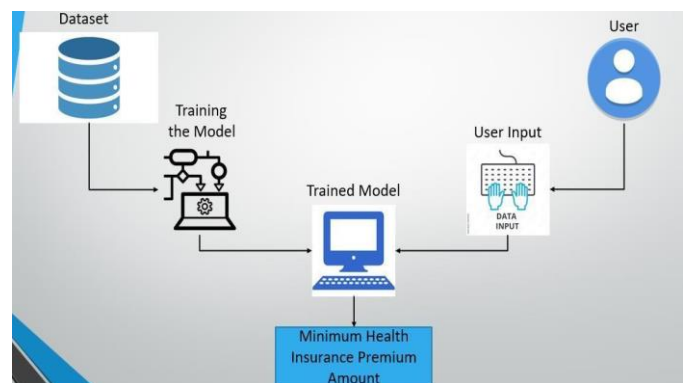 Dataset
User
Training
the Model
User Input
Trained Model
DATA
INPUT
Minimum Health
Insurance Premium
Amount